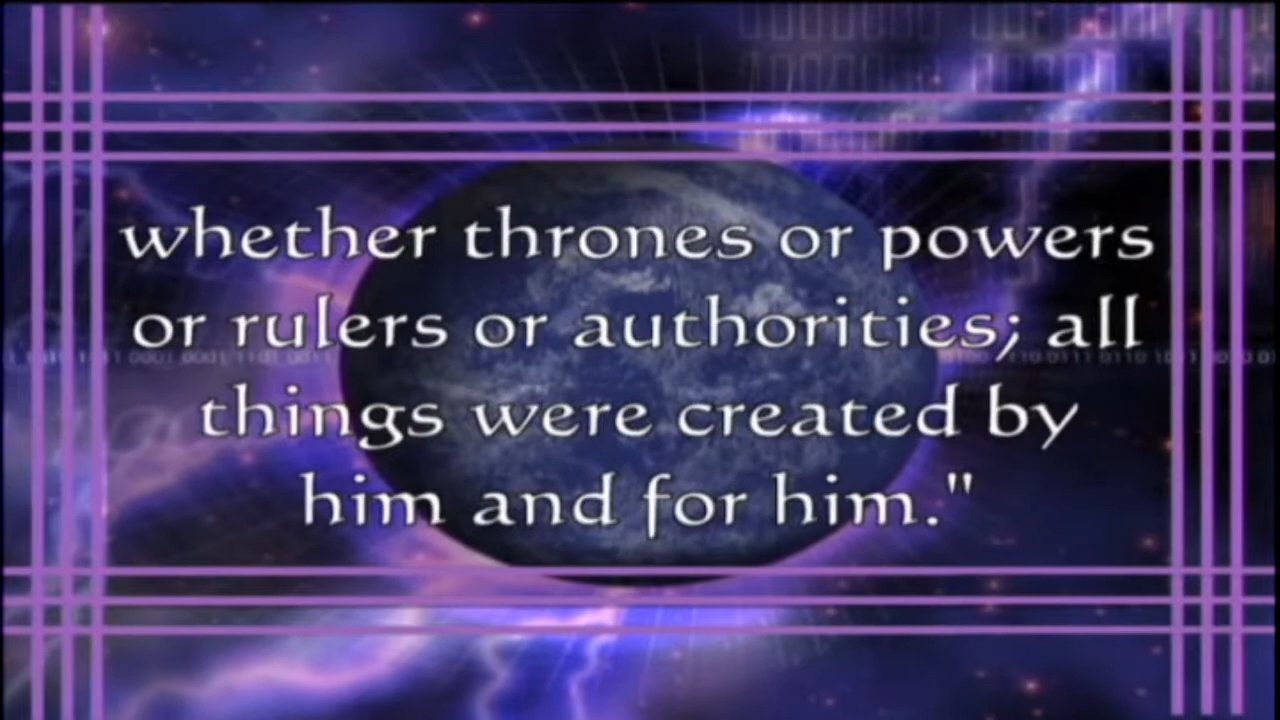 whether thrones or powers
or rulers or authorities; all
things were created by
him and for him."